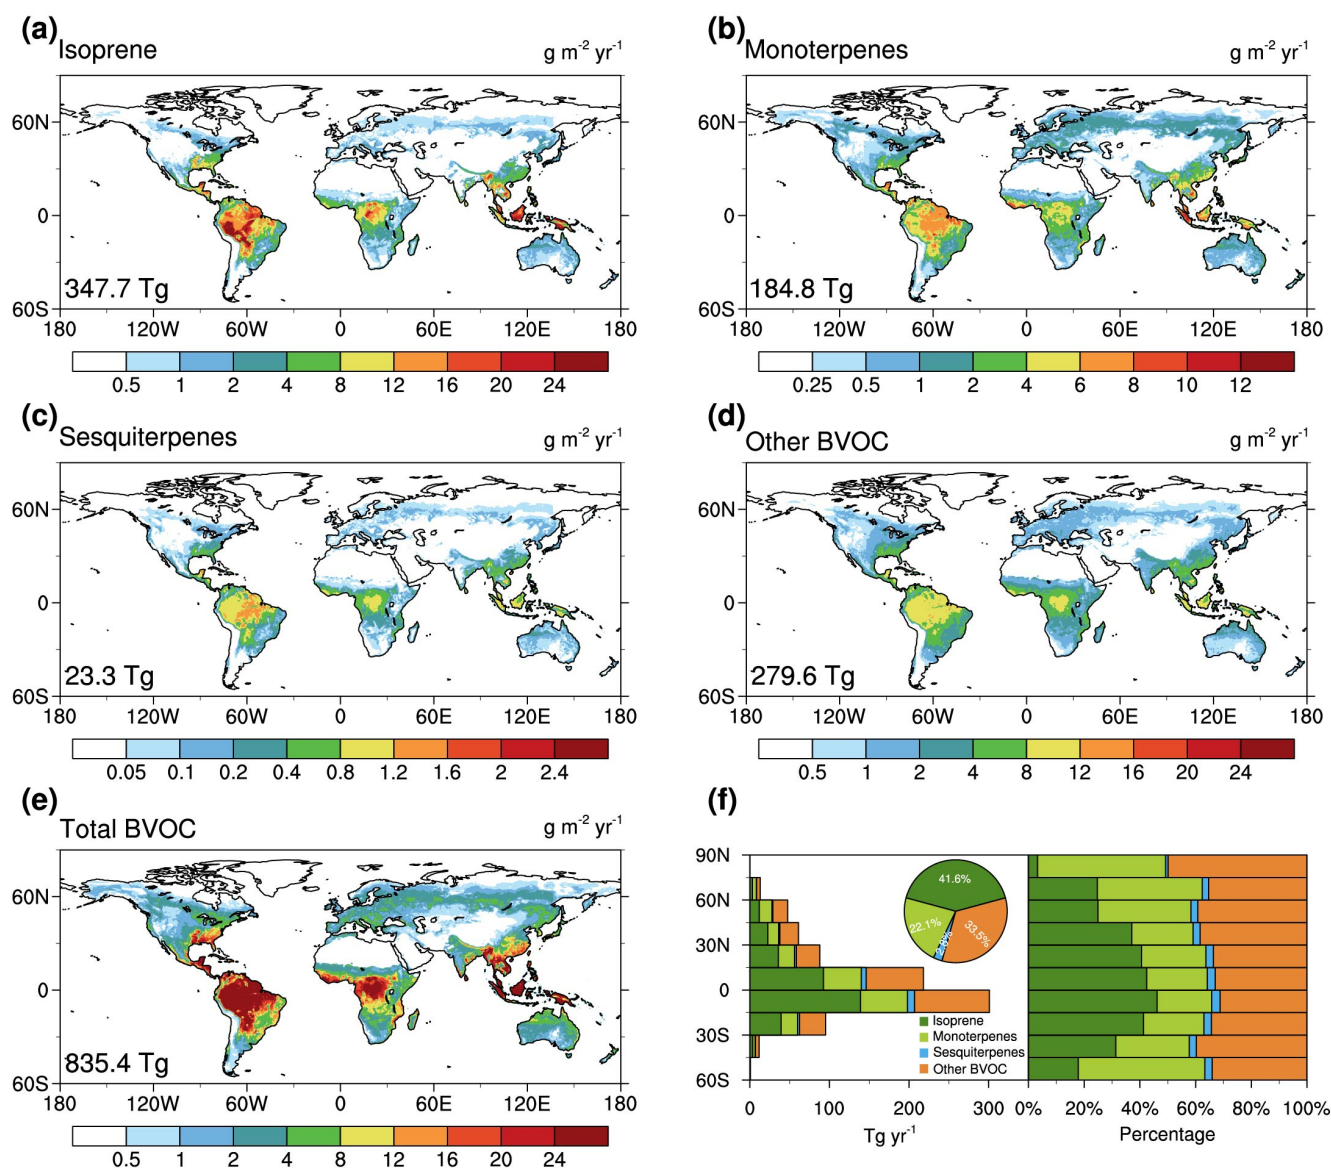 (a)
Isoprene
g m⁻² yr⁻¹
60N
0
60S
347.7 Tg
180 120W 60W 0 60E 120E 180
0.5 1 2 4 8 12 16 20 24
(b)
Monoterpenes
g m⁻² yr⁻¹
60N
0
60S
184.8 Tg
180 120W 60W 0 60E 120E 180
0.25 0.5 1 2 4 6 8 10 12
(c)
Sesquiterpenes
g m⁻² yr⁻¹
60N
0
60S
23.3 Tg
180 120W 60W 0 60E 120E 180
0.05 0.1 0.2 0.4 0.8 1.2 1.6 2 2.4
(d)
Other BVOC
g m⁻² yr⁻¹
60N
0
60S
279.6 Tg
180 120W 60W 0 60E 120E 180
0.5 1 2 4 8 12 16 20 24
(e)
Total BVOC
g m⁻² yr⁻¹
60N
0
60S
835.4 Tg
180 120W 60W 0 60E 120E 180
0.5 1 2 4 8 12 16 20 24
(f)
90N
60N
30N
0
30S
60S
41.6%
22.1%
2.8%
33.5%
Isoprene
Monoterpenes
Sesquiterpenes
Other BVOC
0 100 200 300
Tg yr⁻¹
0% 20% 40% 60% 80% 100%
Percentage